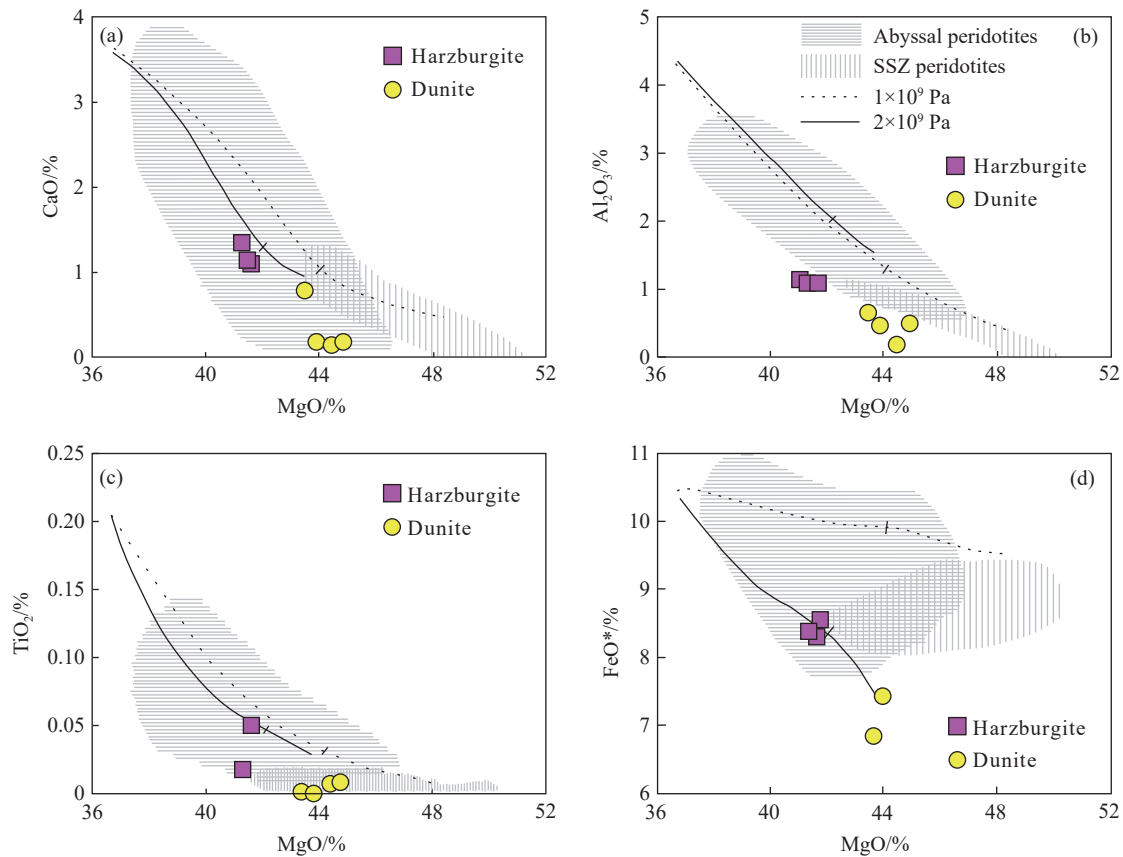 (a)
Harzburgite
Dunite
CaO/%
4
3
2
1
0
36 40 44 48 52
MgO/%
(b)
Abyssal peridotites
SSZ peridotites
1×10⁹ Pa
2×10⁹ Pa
Harzburgite
Dunite
Al₂O₃/%
5
4
3
2
1
0
36 40 44 48 52
MgO/%
(c)
Harzburgite
Dunite
TiO₂/%
0.25
0.20
0.15
0.10
0.05
0
36 40 44 48 52
MgO/%
(d)
Harzburgite
Dunite
FeO*/%
11
10
9
8
7
6
36 40 44 48 52
MgO/%